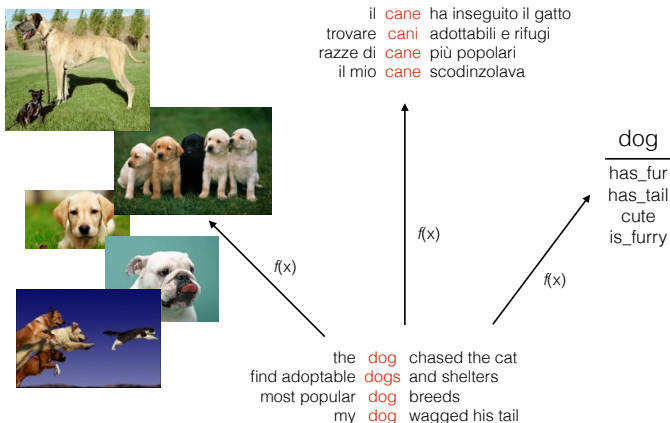 il cane ha inseguito il gatto
trovare cani adottabili e rifugi
razze di cane più popolari
il mio cane scodinzolava
dog
has_fur
has_tail
cute
is_furry
f(x)
f(x)
f(x)
the dog chased the cat
find adoptable dogs and shelters
most popular dog breeds
my dog wagged his tail